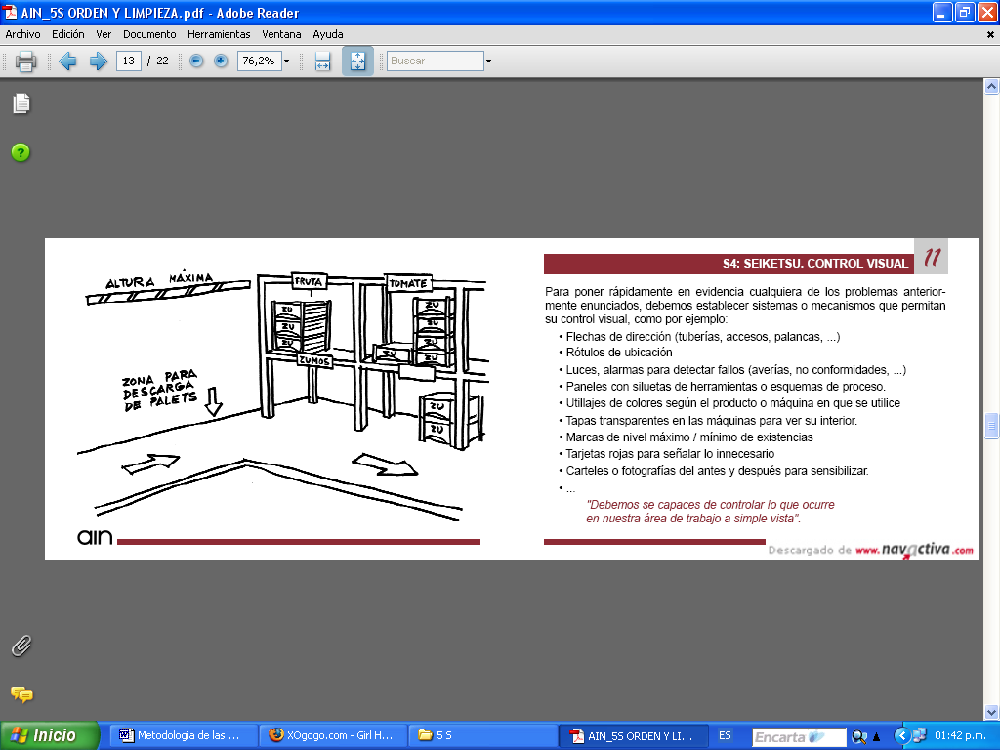 AIN_5S ORDEN Y LIMPIEZA.pdf - Adobe Reader
Archivo Edición Ver Documento Herramientas Ventana Ayuda
13 / 22 76,2% Buscar
ALTURA MÁXIMA
FRUTA
TOMATE
ZU
ZU
ZU
ZU
ZU
ZU
ZU
ZU
ZUMOS
ZONA PARA
DESCARGA
DE PALETS
ZU
ZU
ain
S4: SEIKETSU. CONTROL VISUAL 11
Para poner rápidamente en evidencia cualquiera de los problemas anterior-
mente enunciados, debemos establecer sistemas o mecanismos que permitan
su control visual, como por ejemplo:
• Flechas de dirección (tuberías, accesos, palancas, ...)
• Rótulos de ubicación
• Luces, alarmas para detectar fallos (averías, no conformidades, ...)
• Paneles con siluetas de herramientas o esquemas de proceso.
• Utillajes de colores según el producto o máquina en que se utilice
• Tapas transparentes en las máquinas para ver su interior.
• Marcas de nivel máximo / mínimo de existencias
• Tarjetas rojas para señalar lo innecesario
• Carteles o fotografías del antes y después para sensibilizar.
• ...
"Debemos se capaces de controlar lo que ocurre
en nuestra área de trabajo a simple vista".
Descargado de www.navactiva.com
Inicio Metodologia de las ... XOgogo.com - Girl H... 5 S AIN_5S ORDEN Y LI... ES Encarta 01:42 p.m.